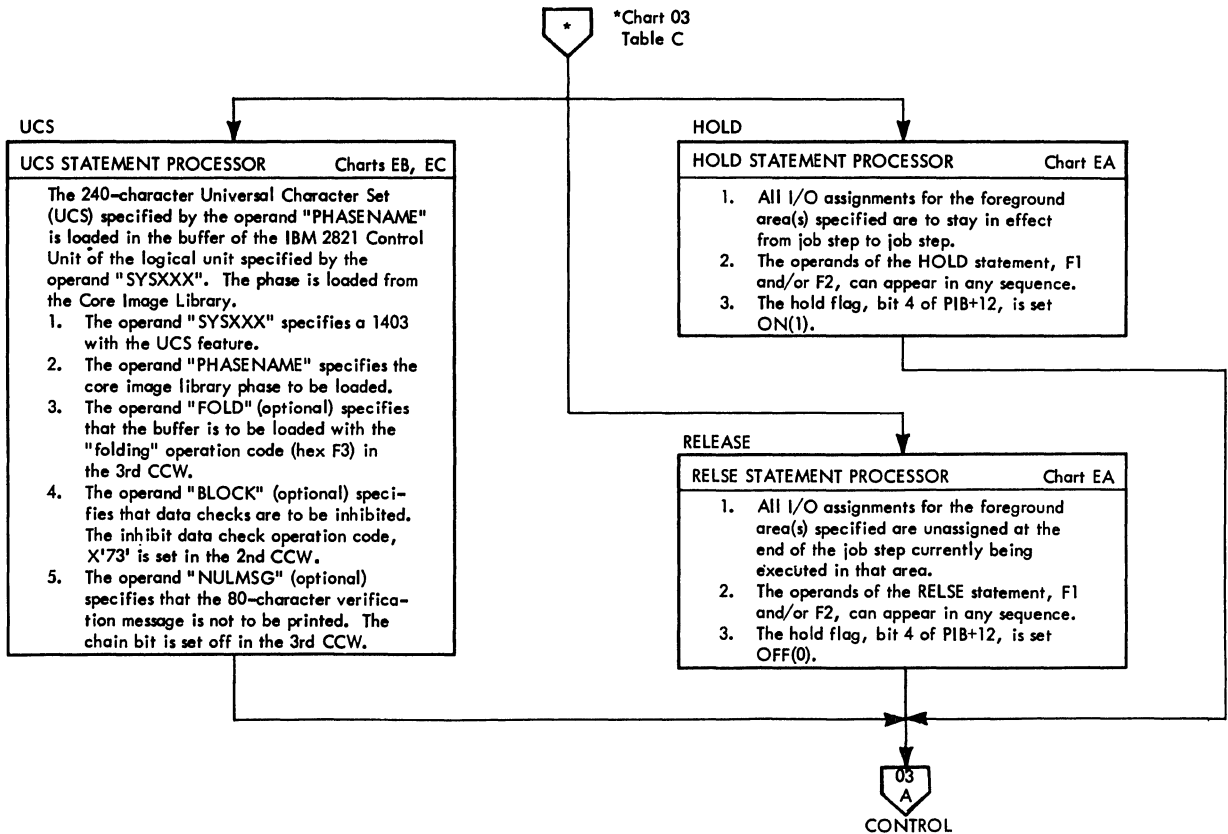 *
*Chart 03
Table C
UCS
UCS STATEMENT PROCESSOR Charts EB, EC
The 240-character Universal Character Set
(UCS) specified by the operand "PHASENAME"
is loaded in the buffer of the IBM 2821 Control
Unit of the logical unit specified by the
operand "SYSXXX". The phase is loaded from
the Core Image Library.
1. The operand "SYSXXX" specifies a 1403
with the UCS feature.
2. The operand "PHASENAME" specifies the
core image library phase to be loaded.
3. The operand "FOLD" (optional) specifies
that the buffer is to be loaded with the
"folding" operation code (hex F3) in
the 3rd CCW.
4. The operand "BLOCK" (optional) speci-
fies that data checks are to be inhibited.
The inhibit data check operation code,
X'73' is set in the 2nd CCW.
5. The operand "NULMSG" (optional)
specifies that the 80-character verifica-
tion message is not to be printed. The
chain bit is set off in the 3rd CCW.
HOLD
HOLD STATEMENT PROCESSOR Chart EA
1. All I/O assignments for the foreground
area(s) specified are to stay in effect
from job step to job step.
2. The operands of the HOLD statement, F1
and/or F2, can appear in any sequence.
3. The hold flag, bit 4 of PIB+12, is set
ON(1).
RELEASE
RELSE STATEMENT PROCESSOR Chart EA
1. All I/O assignments for the foreground
area(s) specified are unassigned at the
end of the job step currently being
executed in that area.
2. The operands of the RELSE statement, F1
and/or F2, can appear in any sequence.
3. The hold flag, bit 4 of PIB+12, is set
OFF(0).
03
A
CONTROL